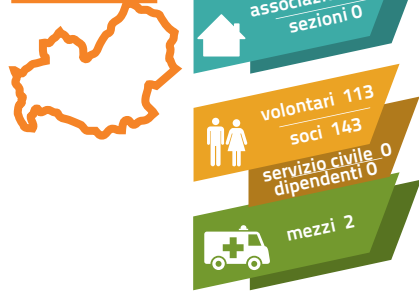 sezioni 0
volontari 113
soci 143
servizio civile 0
dipendenti 0
mezzi 2